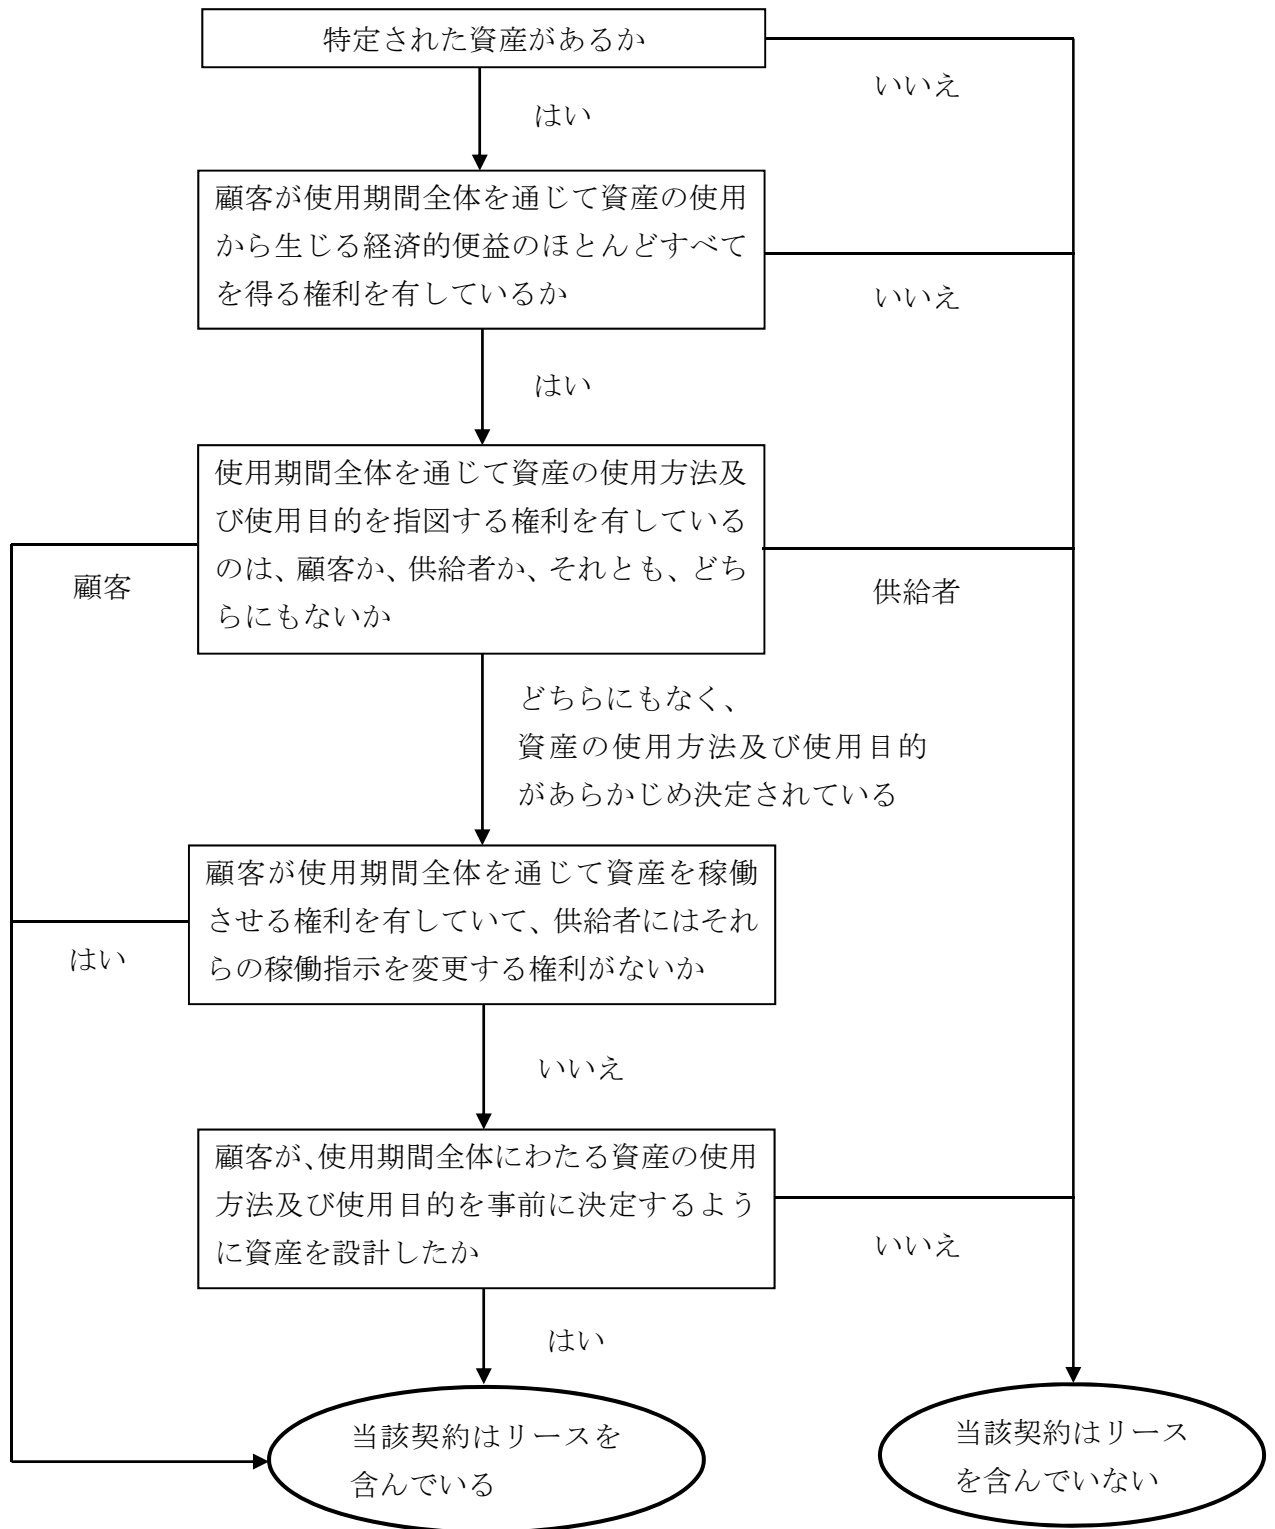 特定された資産があるか
いいえ
はい
顧客が使用期間全体を通じて資産の使用
から生じる経済的便益のほとんどすべて
を得る権利を有しているか
いいえ
はい
使用期間全体を通じて資産の使用方法及
び使用目的を指図する権利を有している
のは、顧客か、供給者か、それとも、どち
らにもないか
顧客
供給者
どちらにもなく、
資産の使用方法及び使用目的
があらかじめ決定されている
顧客が使用期間全体を通じて資産を稼働
させる権利を有していて、供給者にはそれ
らの稼働指示を変更する権利がないか
はい
いいえ
顧客が、使用期間全体にわたる資産の使用
方法及び使用目的を事前に決定するよう
に資産を設計したか
いいえ
はい
当該契約はリースを
含んでいる
当該契約はリース
を含んでいない